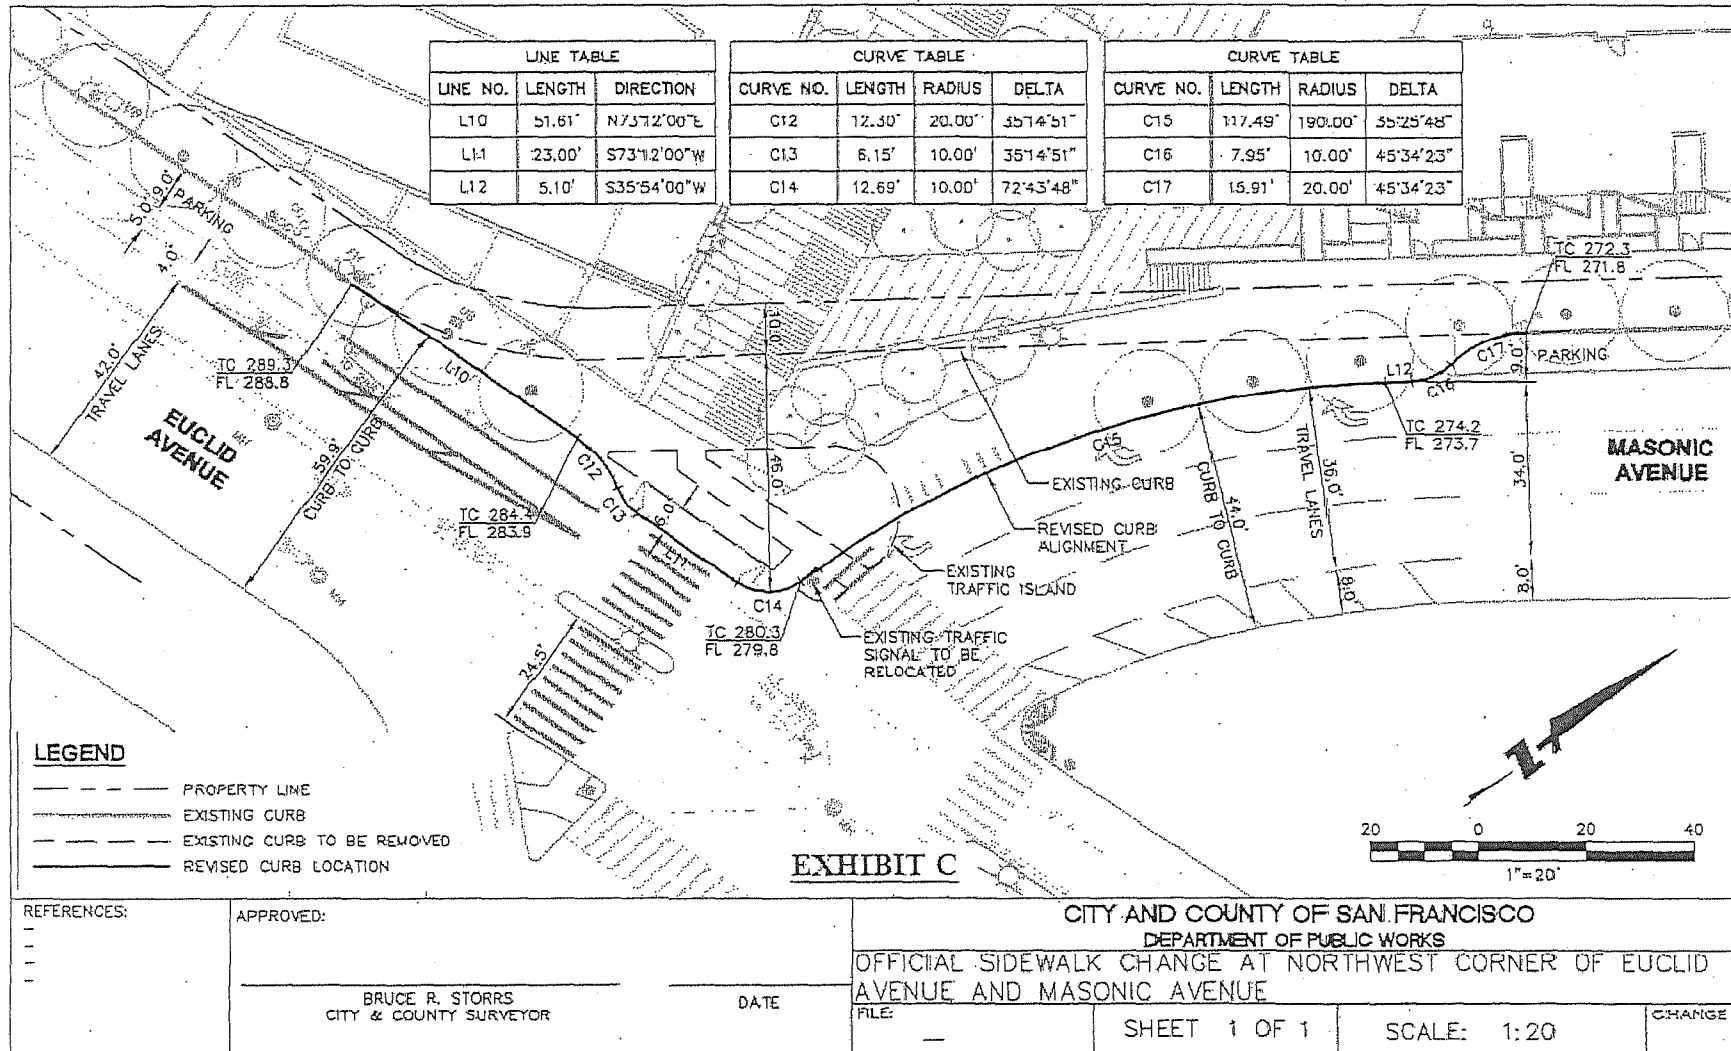 LINE TABLE
LINE NO. LENGTH DIRECTION
L10 51.61' N73°12'00"E
L11 23.00' S73°12'00"W
L12 5.10' S35°54'00"W
CURVE TABLE
CURVE NO. LENGTH RADIUS DELTA
C12 12.30' 20.00' 35°14'51"
C13 6.15' 10.00' 35°14'51"
C14 12.69' 10.00' 72°43'48"
CURVE TABLE
CURVE NO. LENGTH RADIUS DELTA
C15 117.49' 190.00' 35°25'48"
C16 7.95' 10.00' 45°34'23"
C17 15.91' 20.00' 45°34'23"
9.0'
5.0'
PARKING
4.0'
42.0'
TRAVEL LANES
EUCLID
AVENUE
TC 289.3
FL 288.8
L10
59.9'
CURB TO CURB
C12
C13
TC 284.4
FL 283.9
6.0'
L11
10.0'
46.0'
C14
TC 280.3
FL 279.8
24.5'
EXISTING CURB
REVISED CURB
ALIGNMENT
EXISTING
TRAFFIC ISLAND
EXISTING TRAFFIC
SIGNAL TO BE
RELOCATED
C15
44.0'
CURB TO CURB
36.0'
TRAVEL LANES
8.0'
L12
C16
C17
9.0'
PARKING
TC 272.3
FL 271.8
TC 274.2
FL 273.7
34.0'
8.0'
MASONIC
AVENUE
MH
MH
LEGEND
PROPERTY LINE
EXISTING CURB
EXISTING CURB TO BE REMOVED
REVISED CURB LOCATION
EXHIBIT C
Z
20 0 20 40
1"=20'
REFERENCES:
–
–
–
–
APPROVED:
BRUCE R. STORRS
CITY & COUNTY SURVEYOR
DATE
CITY AND COUNTY OF SAN FRANCISCO
DEPARTMENT OF PUBLIC WORKS
OFFICIAL SIDEWALK CHANGE AT NORTHWEST CORNER OF EUCLID
AVENUE AND MASONIC AVENUE
FILE:
—
SHEET 1 OF 1
SCALE: 1:20
CHANGE